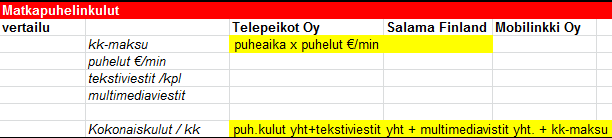 Matkapuhelinkulut
vertailu Telepeikot Oy Salama Finland Mobilinkki Oy
kk-maksu puheaika x puhelut €/min
puhelut €/min
tekstiviestit /kpl
multimediaviestit
Kokonaiskulut / kk puh.kulut yht+tekstiviestit yht + multimediavistit yht. + kk-maksu